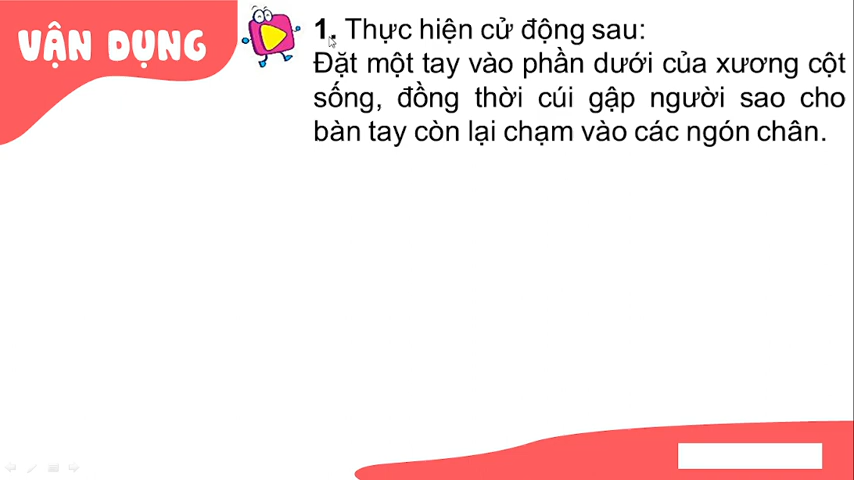 VẬN DỤNG
1. Thực hiện cử động sau:
Đặt một tay vào phần dưới của xương cột
sống, đồng thời cúi gập người sao cho
bàn tay còn lại chạm vào các ngón chân.